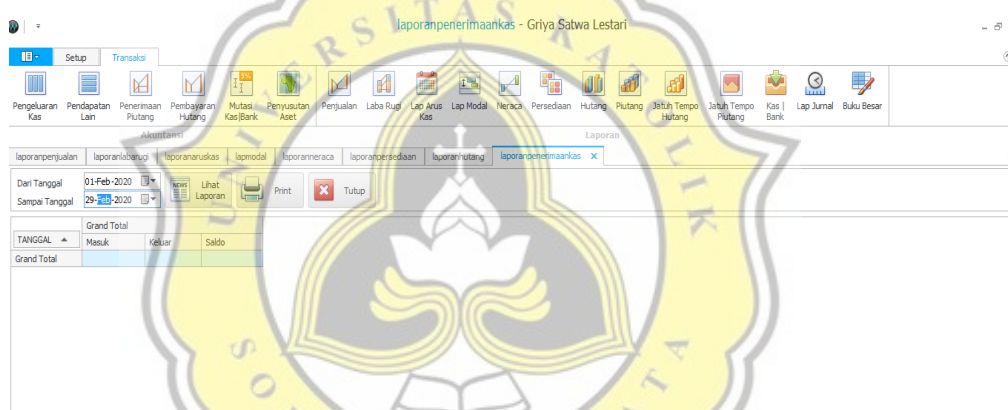 laporanpenerimaankas - Griya Satwa Lestari
Setup Transaksi
Pengeluaran Kas Pendapatan Lain Penerimaan Piutang Pembayaran Hutang Mutasi Kas|Bank Penyusutan Aset Penjualan Laba Rugi Lap Arus Kas Lap Modal Neraca Persediaan Hutang Piutang Jatuh Tempo Hutang Jatuh Tempo Piutang Kas | Bank Lap Jurnal Buku Besar
Akuntansi Laporan
laporanpenjualan laporanlabarugi laporanaruskas lapmodal laporanneraca laporanpersediaan laporanhutang laporanpenerimaankas X
Dari Tanggal 01-Feb-2020 NEWS Lihat Laporan Print Tutup
Sampai Tanggal 29-Feb-2020
Grand Total
TANGGAL Masuk Keluar Saldo
Grand Total
UNIVERSITAS KATOLIK